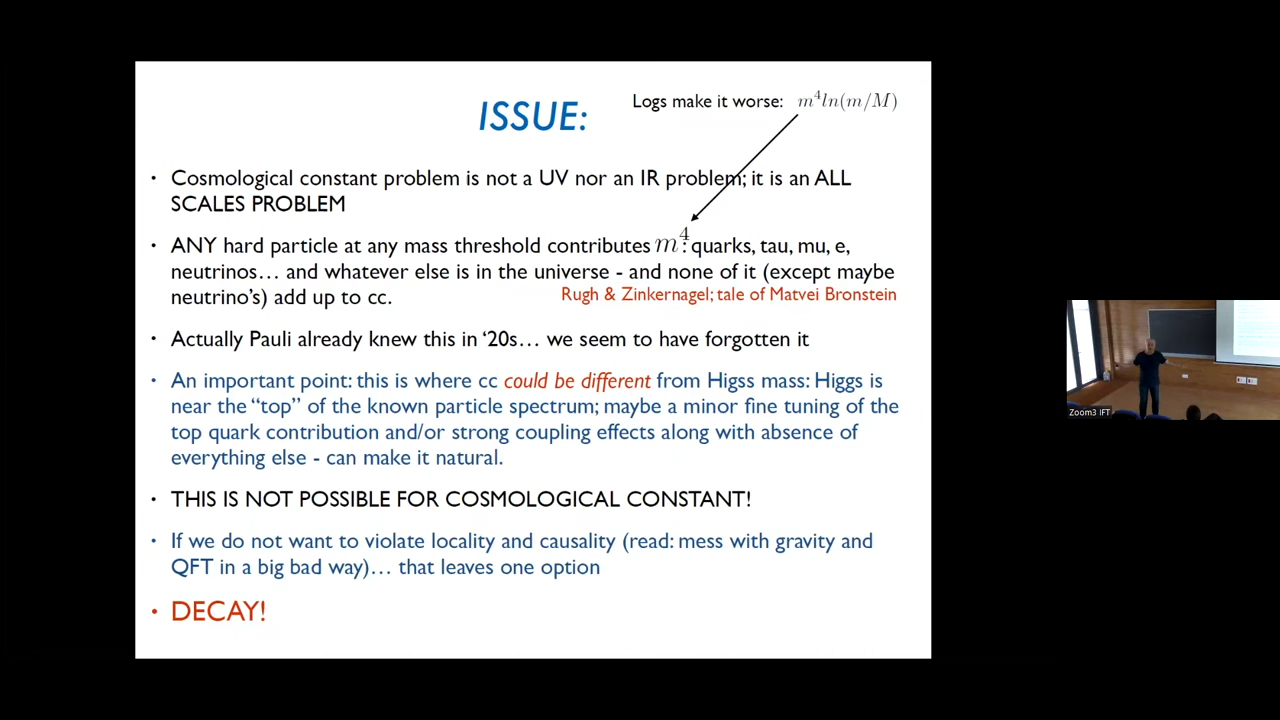 Logs make it worse: m⁴ln(m/M)
ISSUE:
• Cosmological constant problem is not a UV nor an IR problem; it is an ALL
SCALES PROBLEM
• ANY hard particle at any mass threshold contributes m⁴: quarks, tau, mu, e,
neutrinos... and whatever else is in the universe - and none of it (except maybe
neutrino's) add up to cc.
Rugh & Zinkernagel; tale of Matvei Bronstein
• Actually Pauli already knew this in '20s... we seem to have forgotten it
• An important point: this is where cc could be different from Higss mass: Higgs is
near the "top" of the known particle spectrum; maybe a minor fine tuning of the
top quark contribution and/or strong coupling effects along with absence of
everything else - can make it natural.
• THIS IS NOT POSSIBLE FOR COSMOLOGICAL CONSTANT!
• If we do not want to violate locality and causality (read: mess with gravity and
QFT in a big bad way)... that leaves one option
• DECAY!
Zoom3 IFT